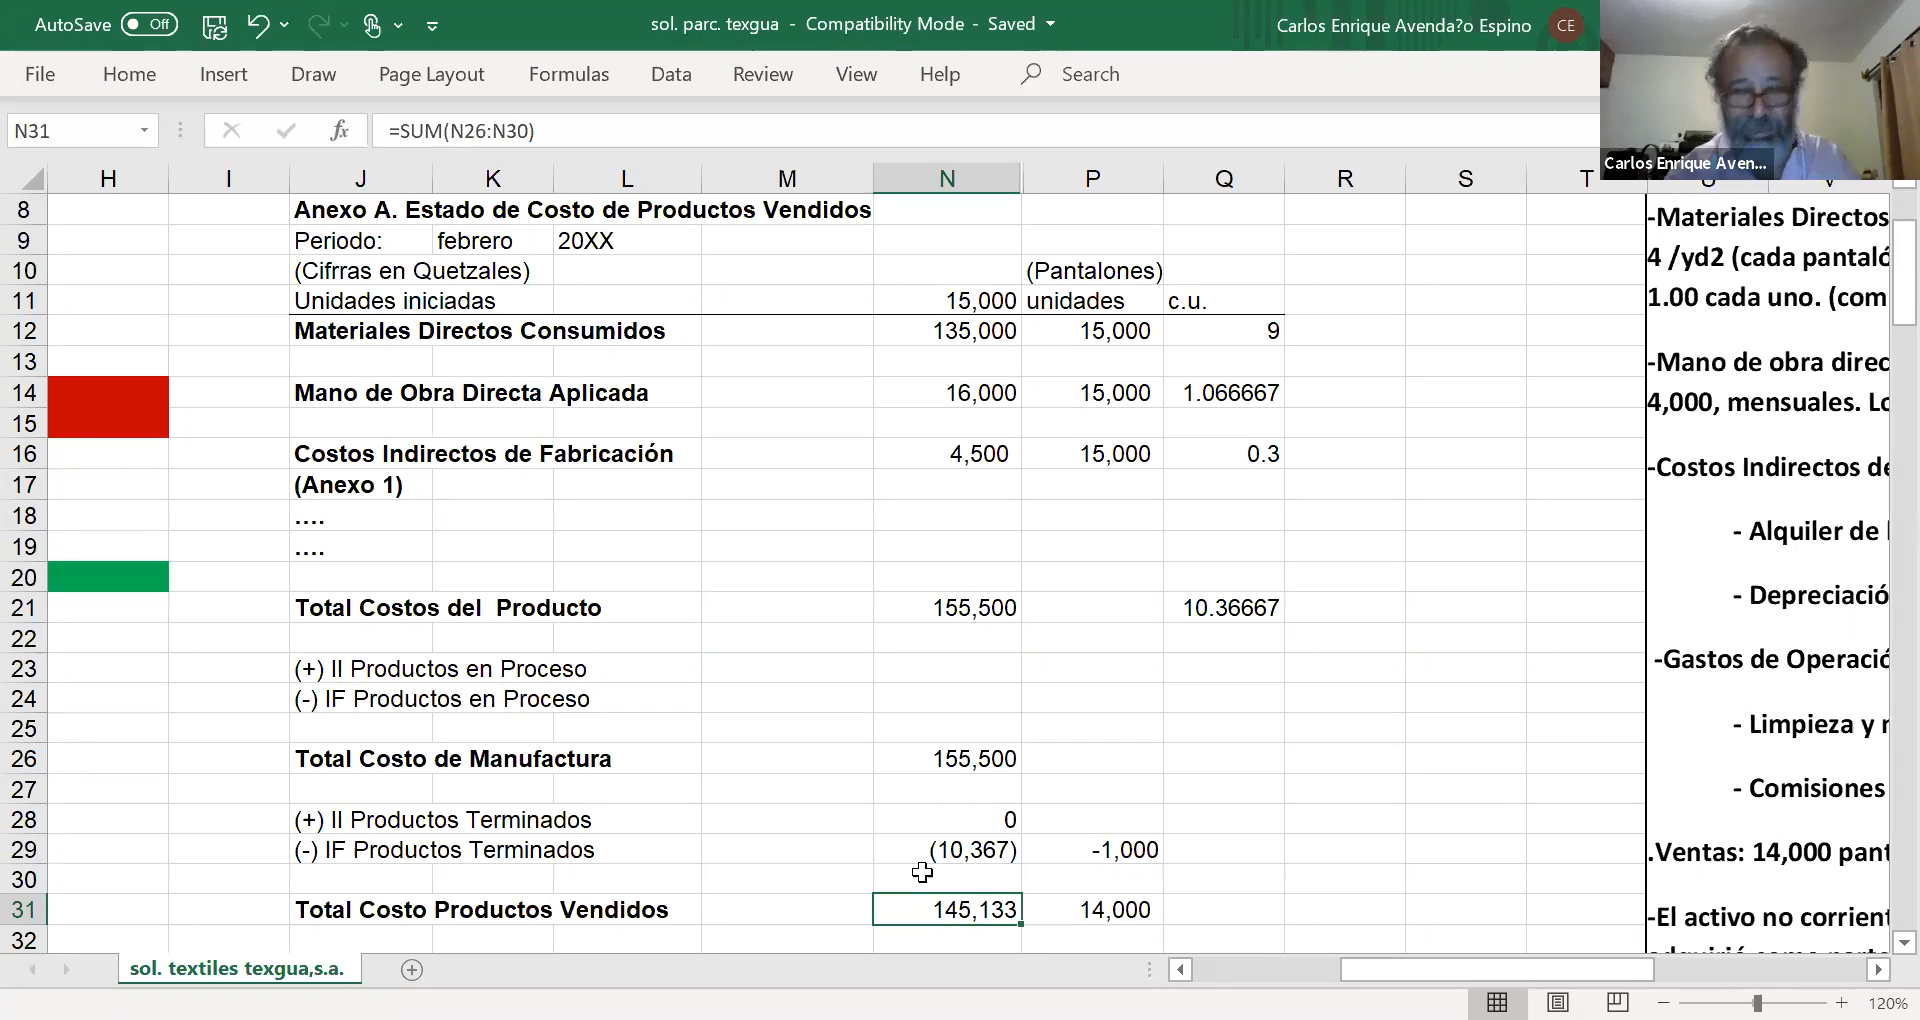 AutoSave Off sol. parc. texgua - Compatibility Mode - Saved Carlos Enrique Avenda?o Espino CE
File Home Insert Draw Page Layout Formulas Data Review View Help Search
N31 fx =SUM(N26:N30)
Carlos Enrique Aven...
H I J K L M N P Q R S T
8 Anexo A. Estado de Costo de Productos Vendidos
9 Periodo: febrero 20XX
10 (Cifrras en Quetzales) (Pantalones)
11 Unidades iniciadas 15,000 unidades c.u.
12 Materiales Directos Consumidos 135,000 15,000 9
13
14 Mano de Obra Directa Aplicada 16,000 15,000 1.066667
15
16 Costos Indirectos de Fabricación 4,500 15,000 0.3
17 (Anexo 1)
18 ....
19 ....
20
21 Total Costos del Producto 155,500 10.36667
22
23 (+) II Productos en Proceso
24 (-) IF Productos en Proceso
25
26 Total Costo de Manufactura 155,500
27
28 (+) II Productos Terminados 0
29 (-) IF Productos Terminados (10,367) -1,000
30
31 Total Costo Productos Vendidos 145,133 14,000
32
-Materiales Directos
4 /yd2 (cada pantaló
1.00 cada uno. (com
-Mano de obra direc
4,000, mensuales. Lo
-Costos Indirectos de
- Alquiler de
- Depreciació
-Gastos de Operació
- Limpieza y
- Comisiones
.Ventas: 14,000 pant
-El activo no corrient
sol. textiles texgua,s.a.
120%